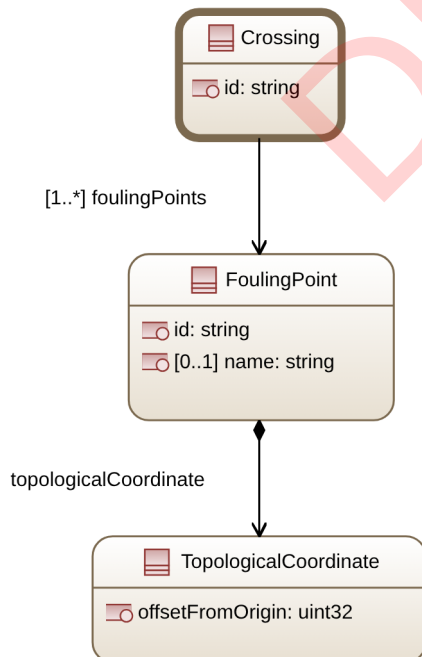 Crossing
id: string
[1..*] foulingPoints
FoulingPoint
id: string
[0..1] name: string
topologicalCoordinate
TopologicalCoordinate
offsetFromOrigin: uint32